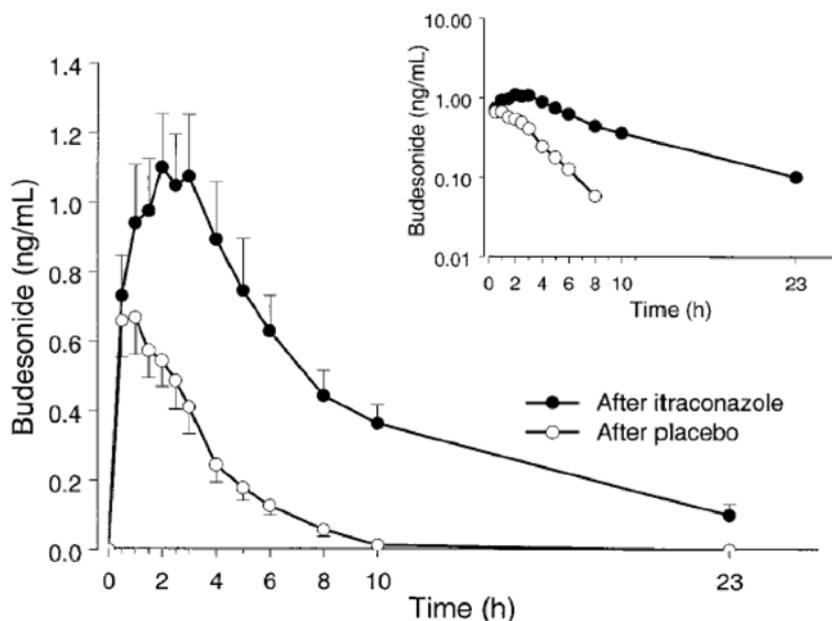 1.4
1.2
1.0
0.8
0.6
0.4
0.2
0.0
Budesonide (ng/mL)
0 2 4 6 8 10 23
Time (h)
10.00
1.00
0.10
0.01
Budesonide (ng/mL)
0 2 4 6 8 10 23
Time (h)
After itraconazole
After placebo